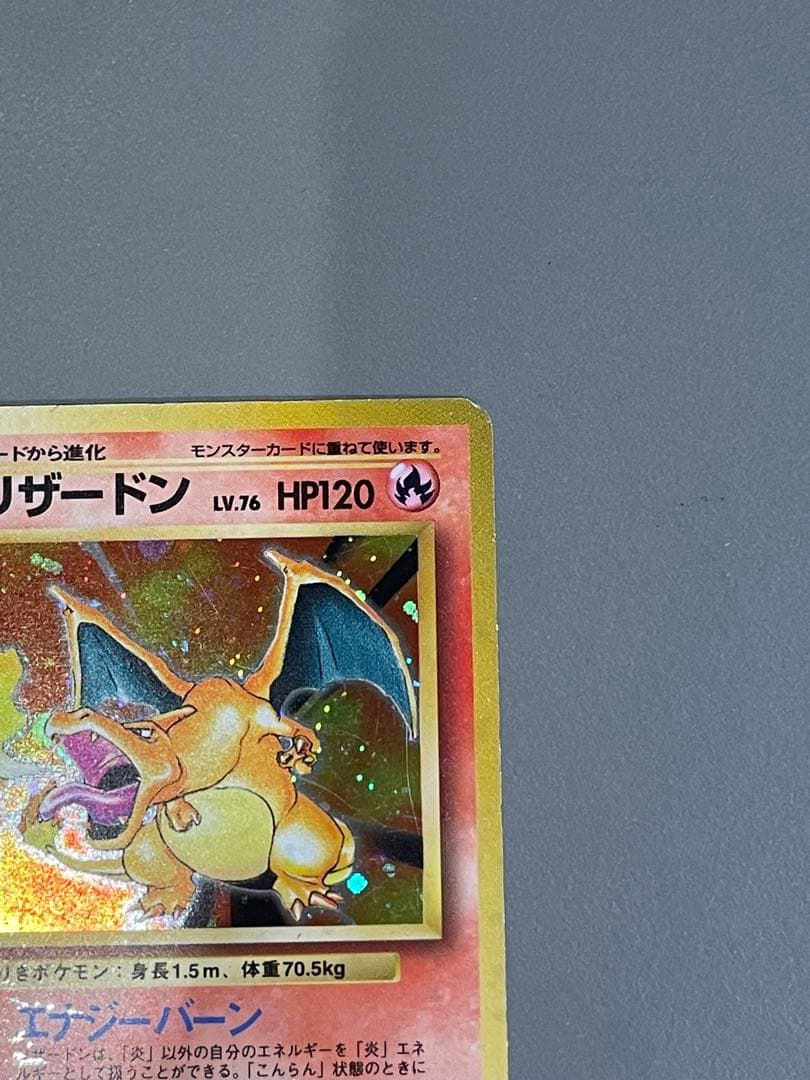 ードから進化 モンスターカードに重ねて使います。
リザードン LV.76 HP120
ポケモン：身長1.5m、体重70.5kg
エナジーバーン
ザードンは、「炎」以外の自分のエネルギーを「炎」エネ
ルギーとして扱うことができる。「こんらん」状態のときに